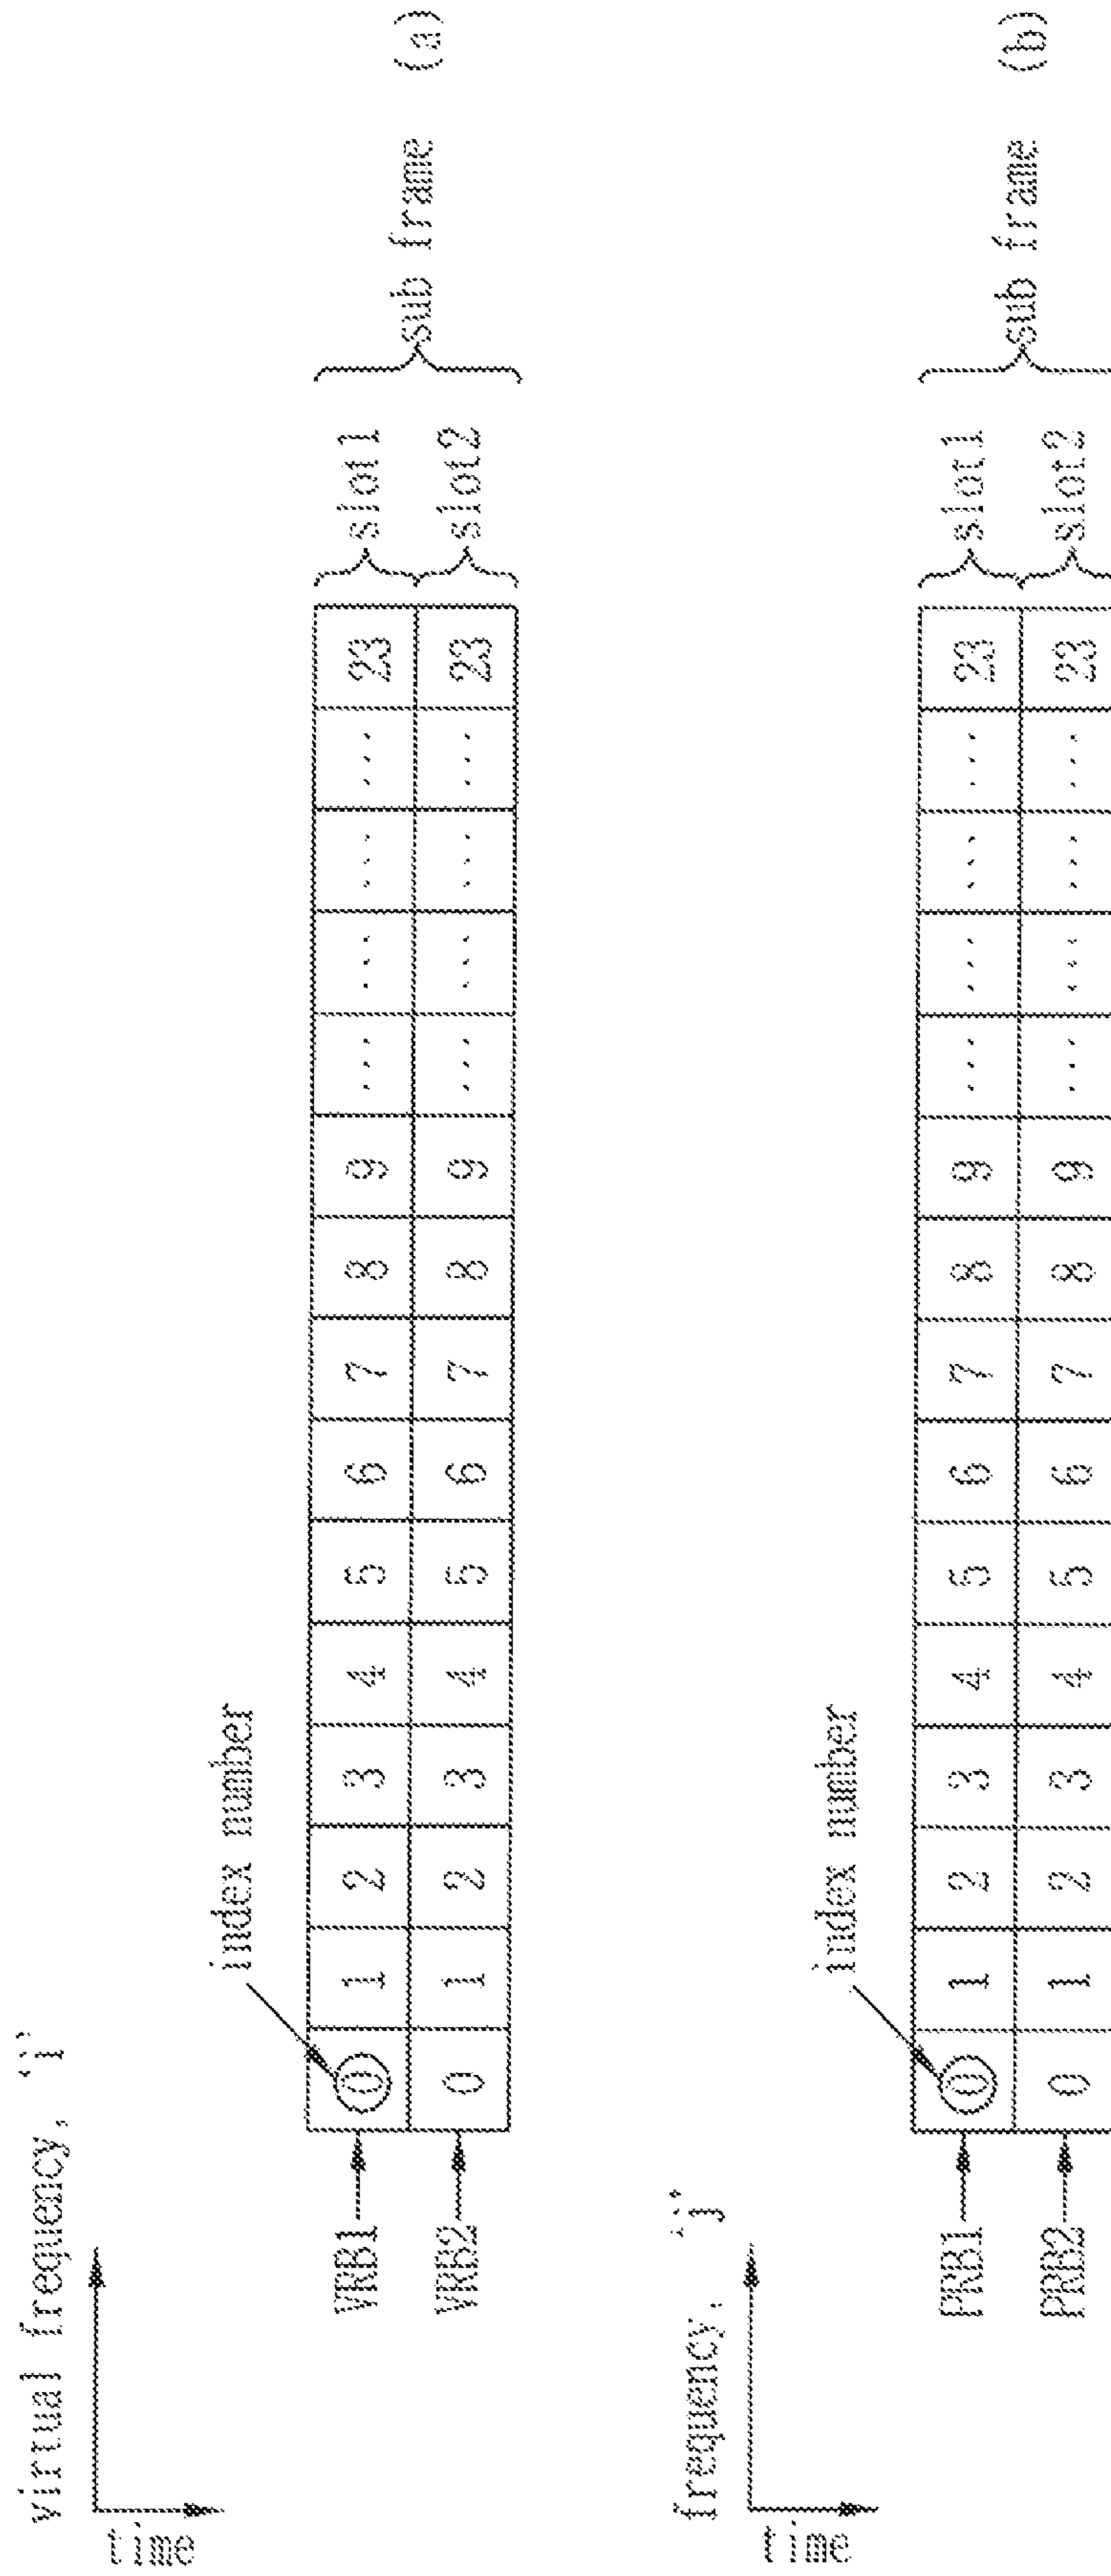 virtual frequency, 'i'
time
index number
VRB1 0 1 2 3 4 5 6 7 8 9 ... ... ... ... 23 slot1
VRB2 0 1 2 3 4 5 6 7 8 9 ... ... ... ... 23 slot2
sub frame (a)
frequency, 'j'
time
index number
PRB1 0 1 2 3 4 5 6 7 8 9 ... ... ... ... 23 slot1
PRB2 0 1 2 3 4 5 6 7 8 9 ... ... ... ... 23 slot2
sub frame (b)